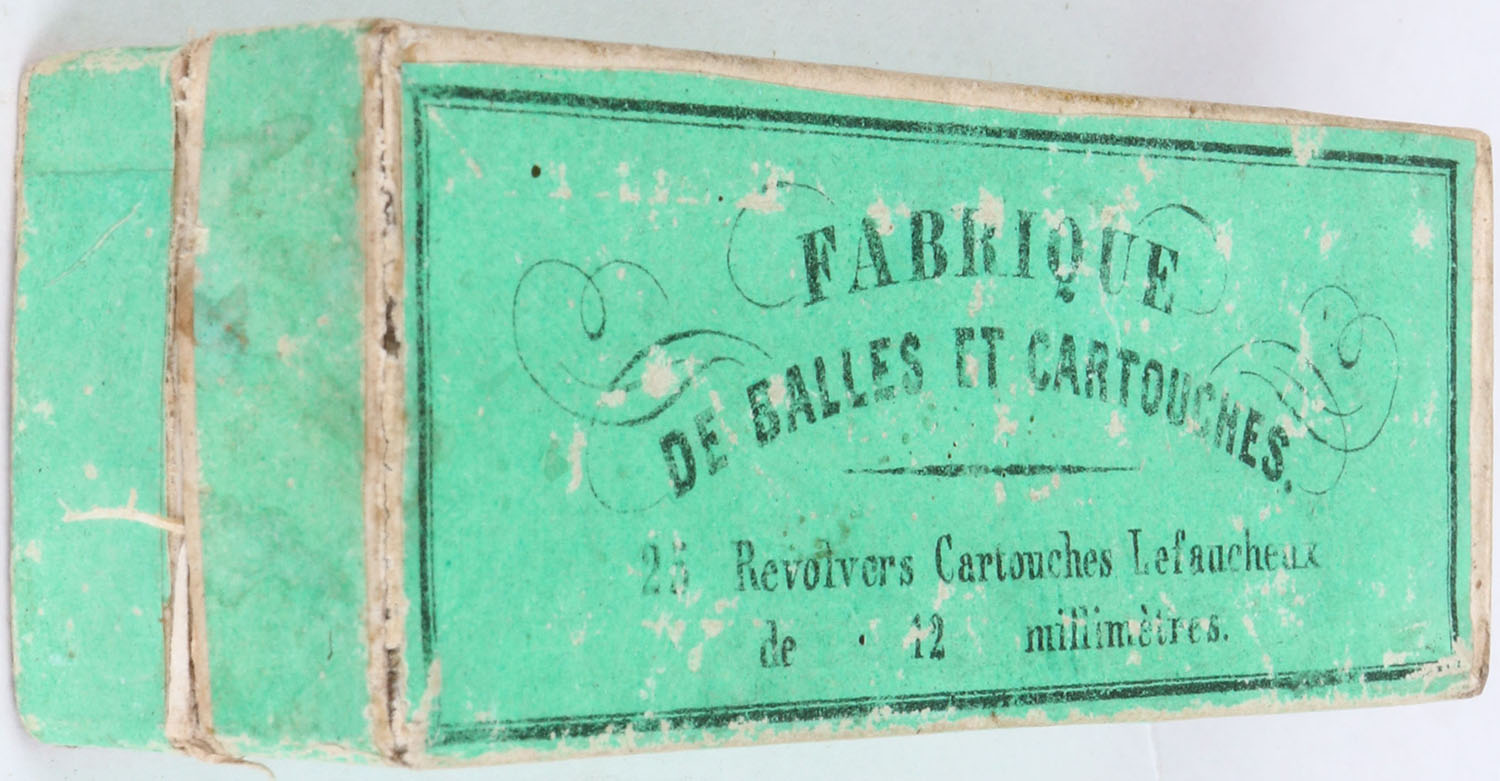 FABRIQUE
DE BALLES ET CARTOUCHES.
25 Revolvers Cartouches Lefaucheux
de 12 millimètres.